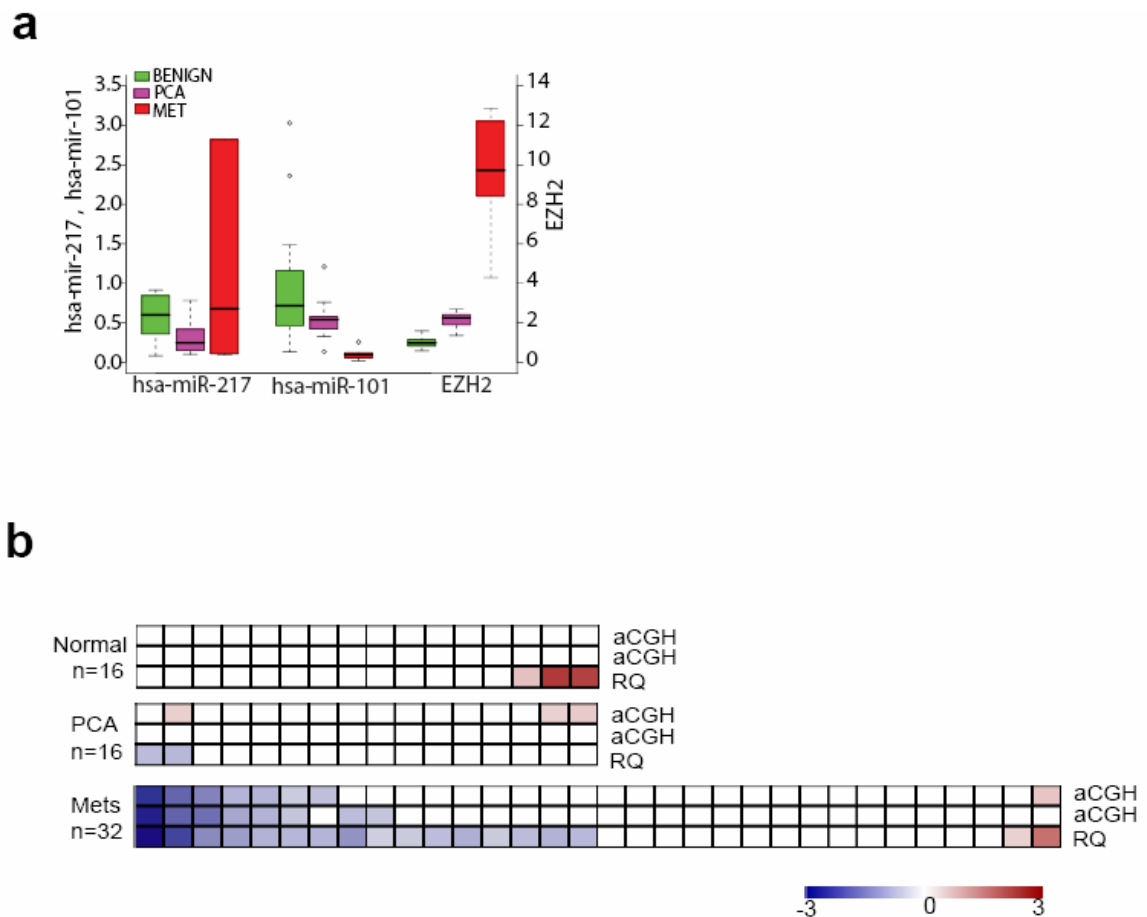 a
BENIGN
PCA
MET
hsa-mir-217 , hsa-mir-101
3.5
3.0
2.5
2.0
1.5
1.0
0.5
0.0
14
12
10
8
6
4
2
0
EZH2
hsa-miR-217 hsa-miR-101 EZH2
b
Normal
n=16
aCGH
aCGH
RQ
PCA
n=16
aCGH
aCGH
RQ
Mets
n=32
aCGH
aCGH
RQ
-3 0 3